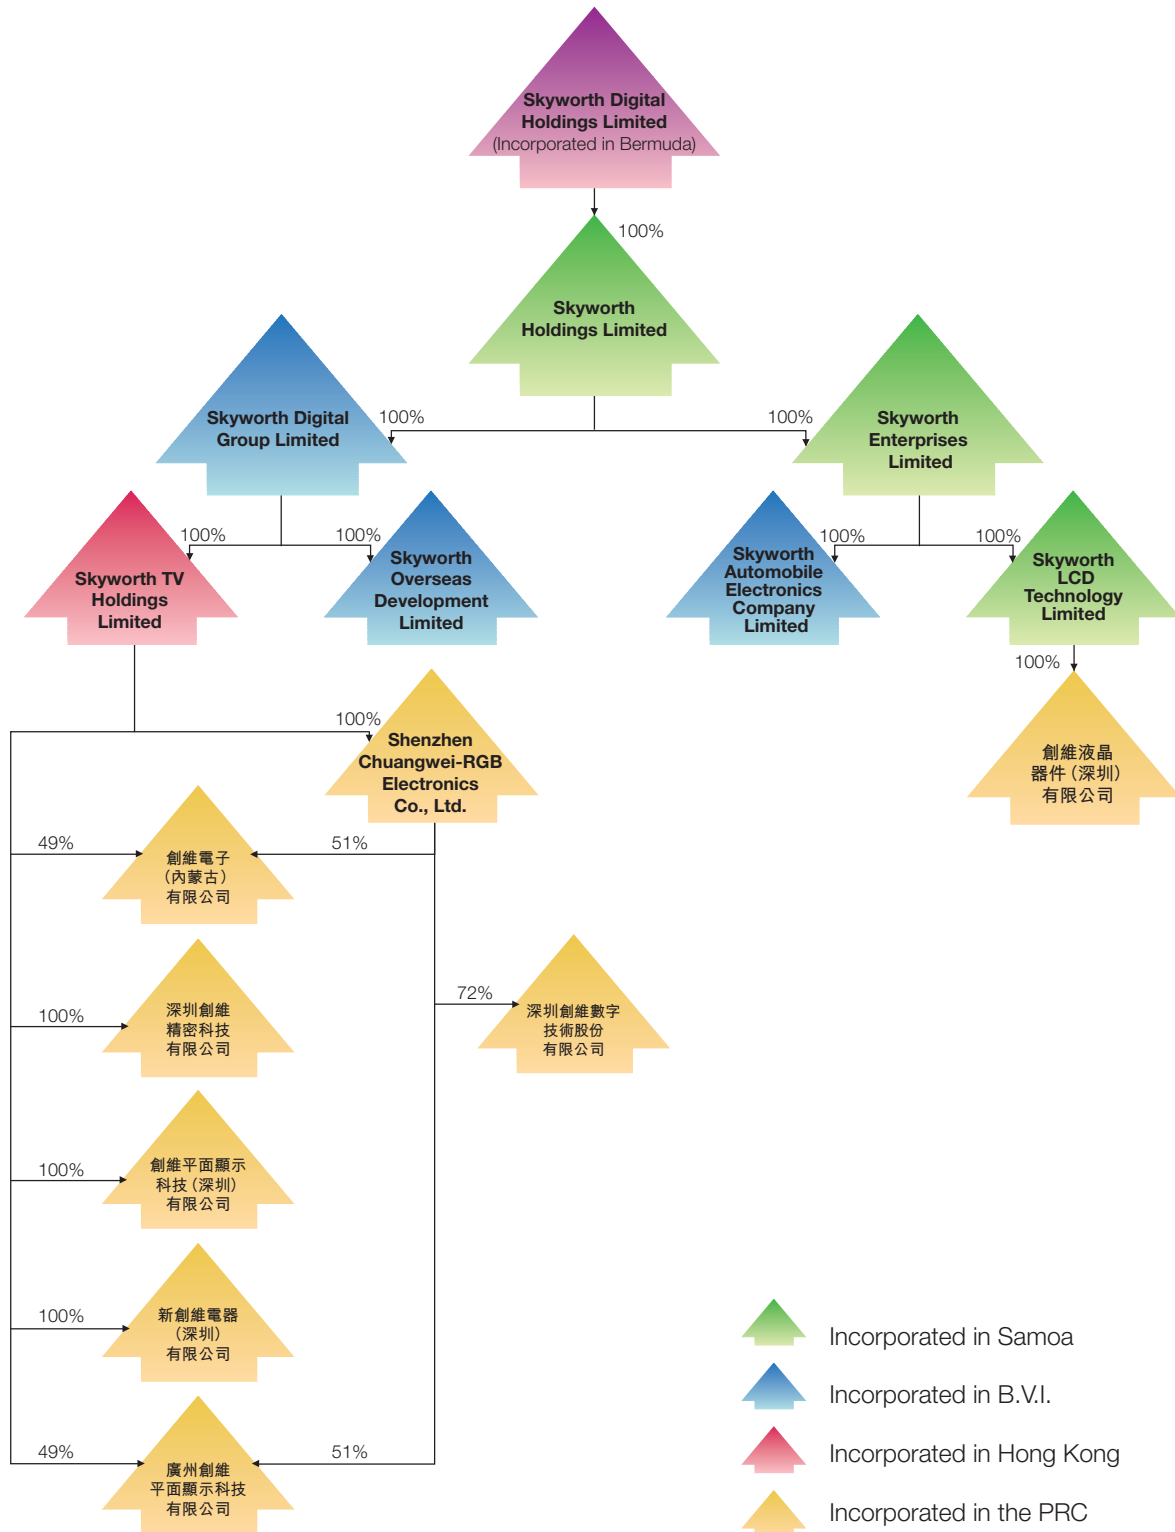 Skyworth Digital
Holdings Limited
(Incorporated in Bermuda)
100%
Skyworth
Holdings Limited
100%
100%
Skyworth Digital
Group Limited
Skyworth
Enterprises
Limited
100%
100%
100%
100%
Skyworth TV
Holdings
Limited
Skyworth
Overseas
Development
Limited
Skyworth
Automobile
Electronics
Company
Limited
Skyworth
LCD
Technology
Limited
100%
100%
Shenzhen
Chuangwei-RGB
Electronics
Co., Ltd.
創維液晶
器件(深圳)
有限公司
49%
51%
創維電子
(內蒙古)
有限公司
100%
深圳創維
精密科技
有限公司
72%
深圳創維數字
技術股份
有限公司
100%
創維平面顯示
科技(深圳)
有限公司
100%
新創維電器
(深圳)
有限公司
49%
51%
廣州創維
平面顯示科技
有限公司
Incorporated in Samoa
Incorporated in B.V.I.
Incorporated in Hong Kong
Incorporated in the PRC